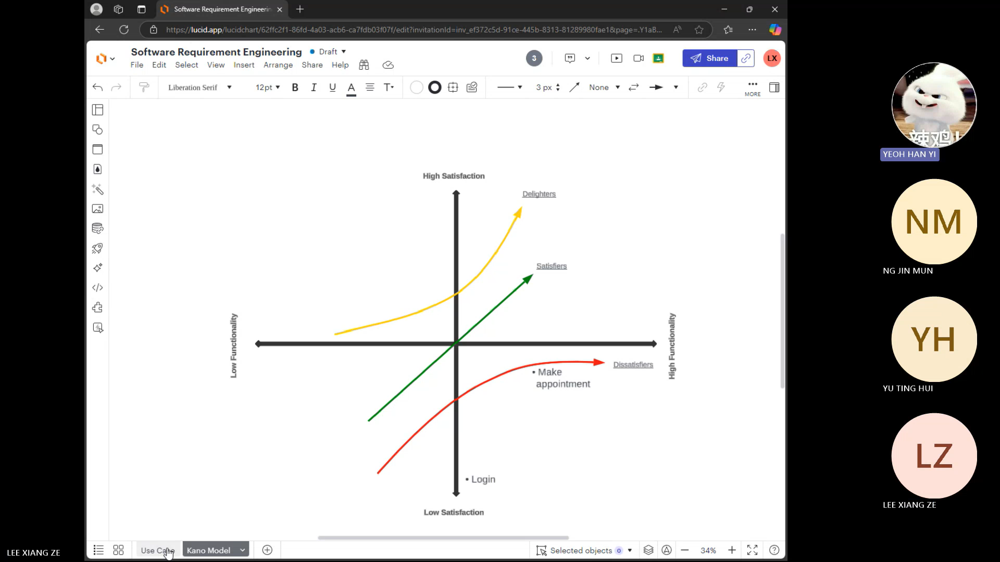 Software Requirement Engineerin
https://lucid.app/lucidchart/62ffc2f1-86fd-4a03-acb6-ca7fdb03f07f/edit?invitationId=inv_ef372c5d-91ce-445b-8313-81289980fae1&page=.Y1aB...
Software Requirement Engineering
Draft
File Edit Select View Insert Arrange Share Help
3
Share
LX
Liberation Serif
12pt
B I U A T
3 px
None
MORE
High Satisfaction
Delighters
Satisfiers
Low Functionality
High Functionality
Dissatisfiers
• Make
appointment
• Login
Low Satisfaction
Kano Model
Selected objects 0
34%
辣鸡!
YEOH HAN YI
NM
NG JIN MUN
YH
YU TING HUI
LZ
LEE XIANG ZE
LEE XIANG ZE